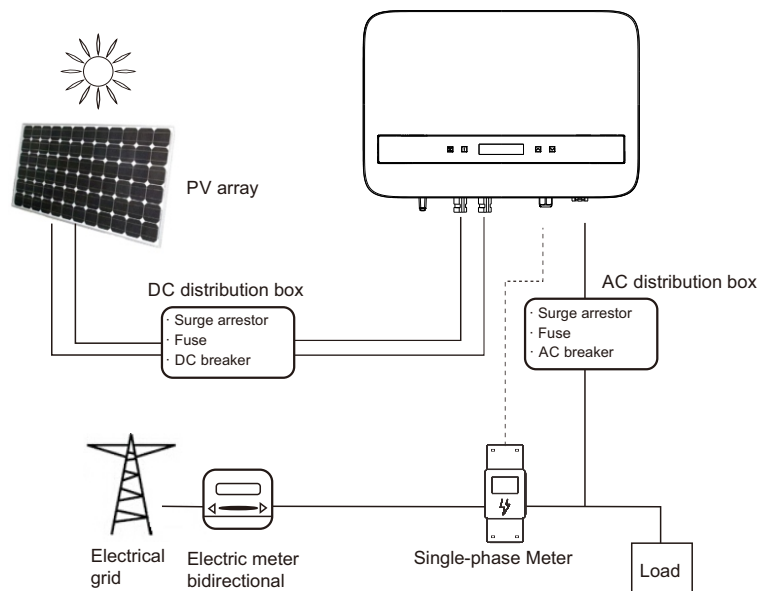 PV array
DC distribution box
· Surge arrestor
· Fuse
· DC breaker
AC distribution box
· Surge arrestor
· Fuse
· AC breaker
Electrical
grid
Electric meter
bidirectional
Single-phase Meter
Load